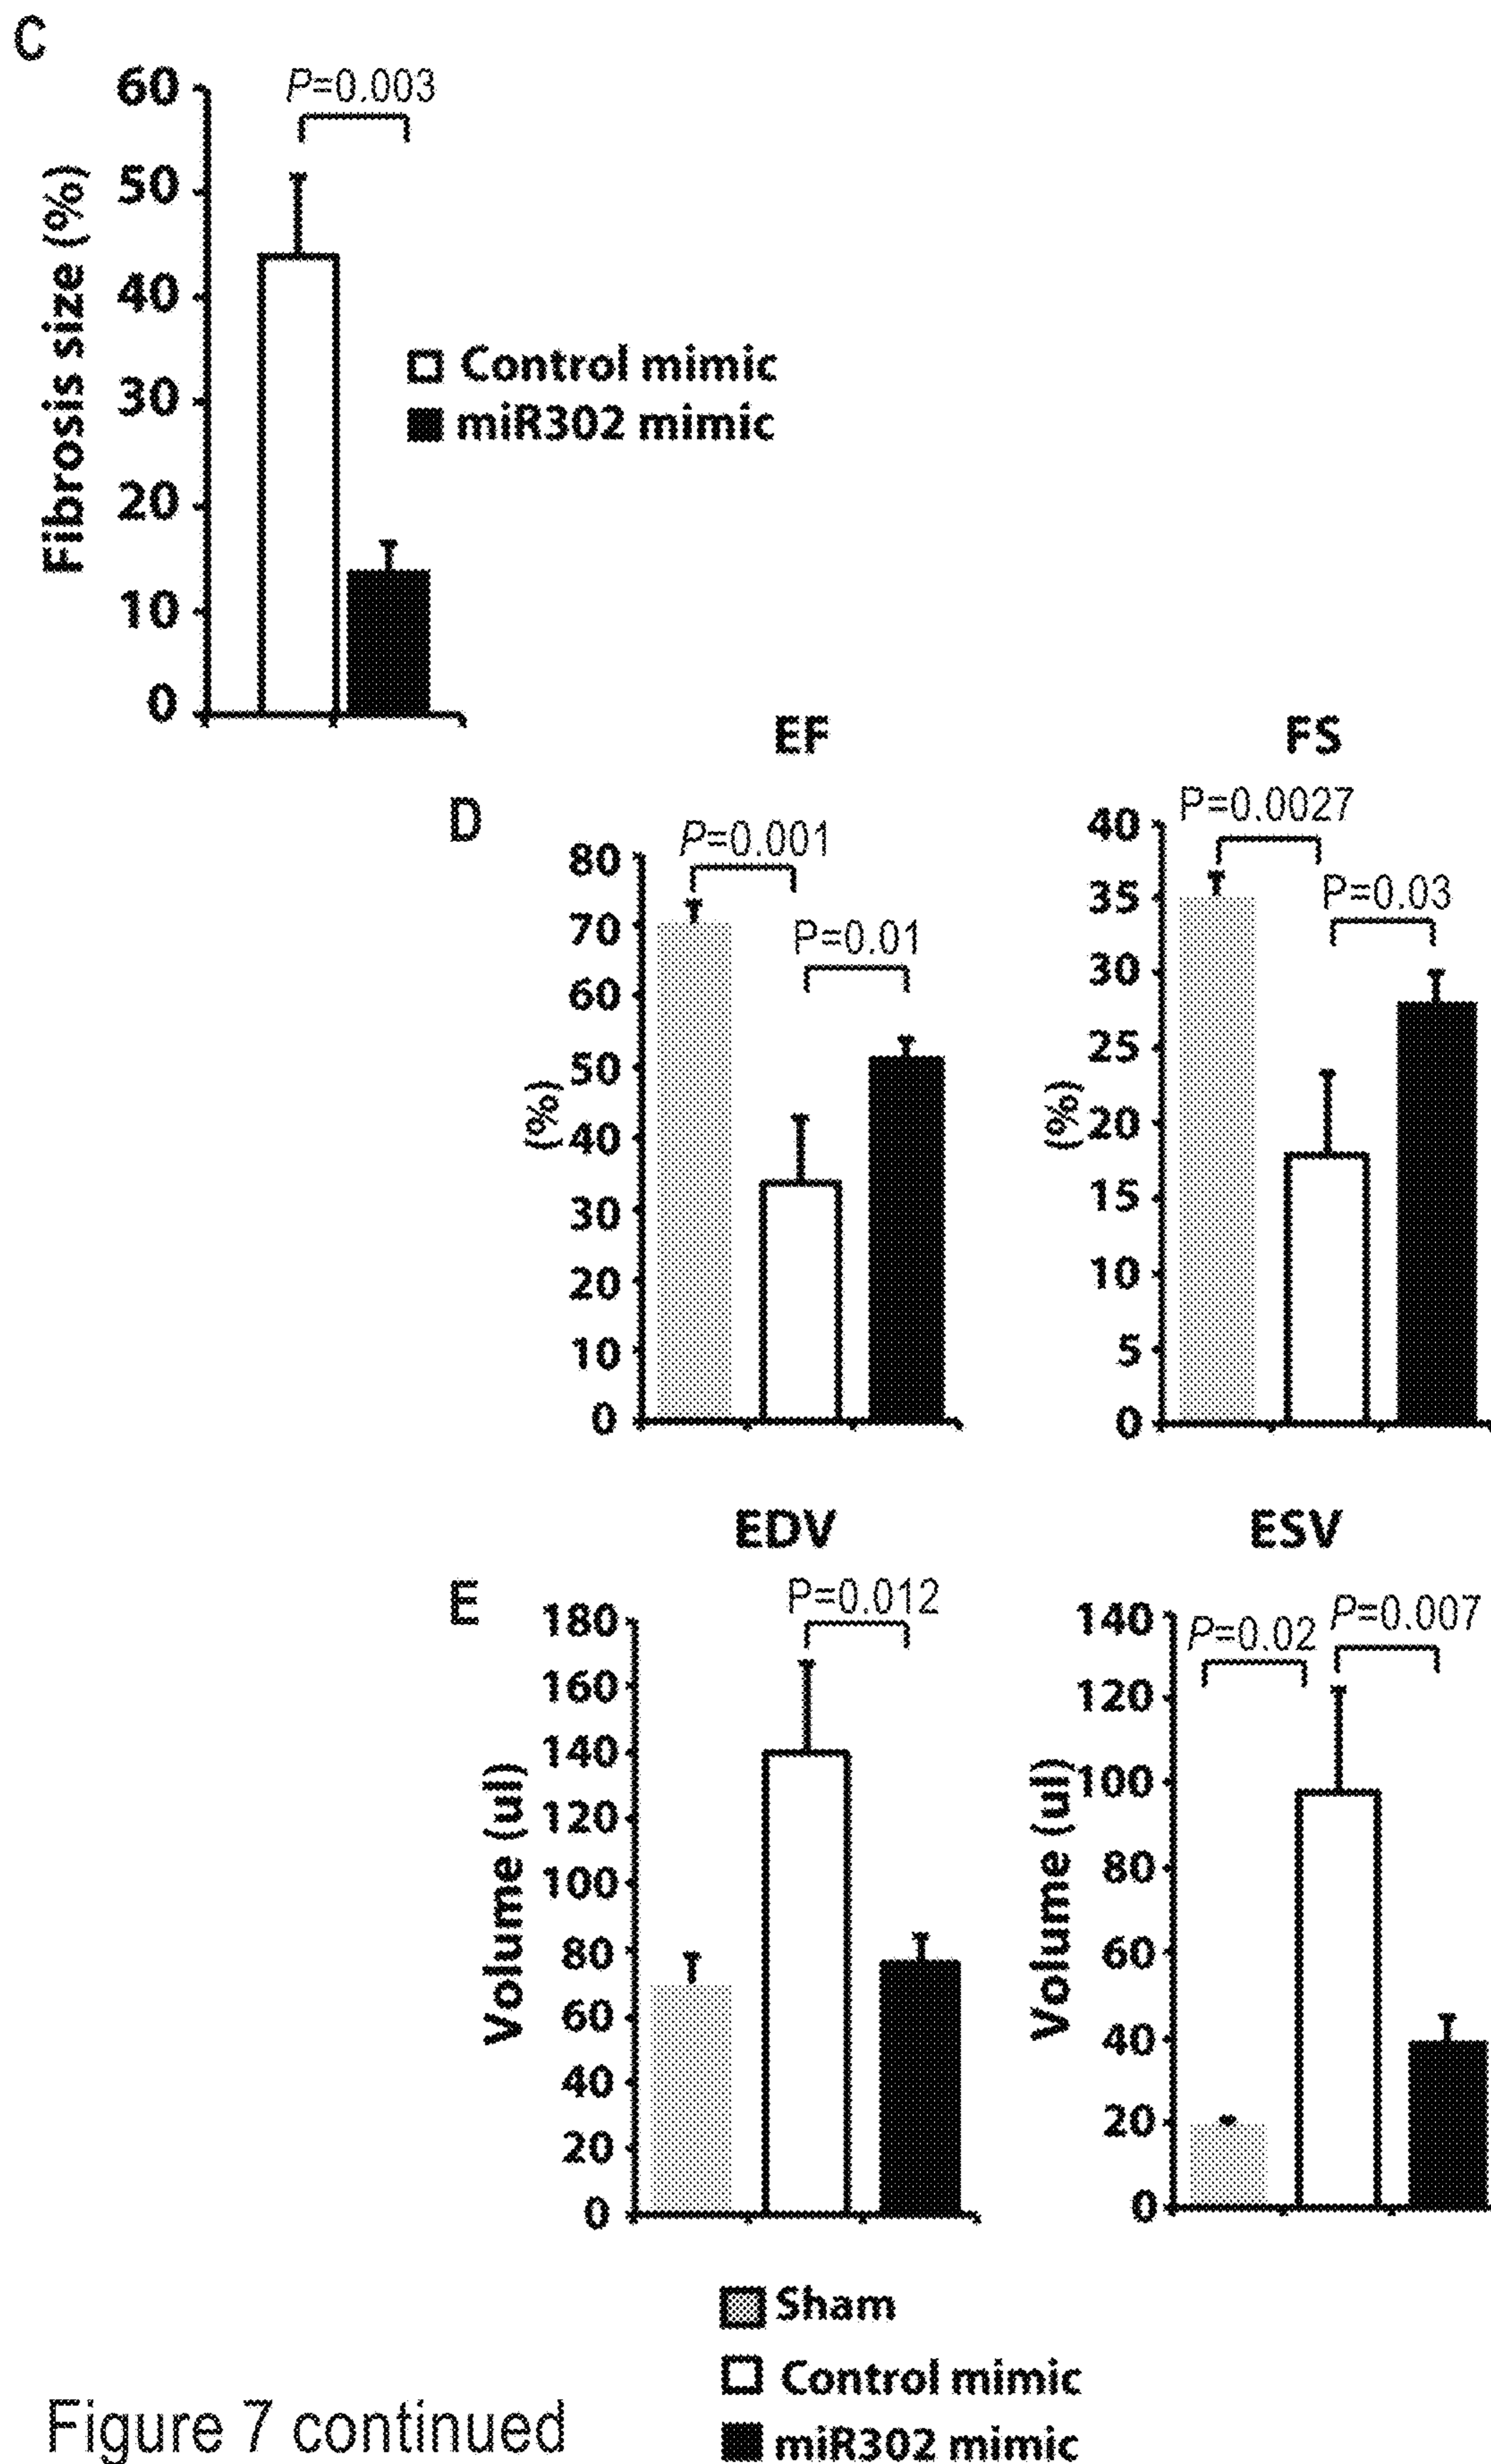 C
P=0.003
60
50
40
30
20
10
0
Fibrosis size (%)
Control mimic
miR302 mimic
D
EF
P=0.001
P=0.01
80
70
60
50
40
30
20
10
0
(%)
FS
P=0.0027
P=0.03
40
35
30
25
20
15
10
5
0
(%)
E
EDV
P=0.012
180
160
140
120
100
80
60
40
20
0
Volume (ul)
ESV
P=0.02
P=0.007
140
120
100
80
60
40
20
0
Volume (ul)
Sham
Control mimic
miR302 mimic
Figure 7 continued